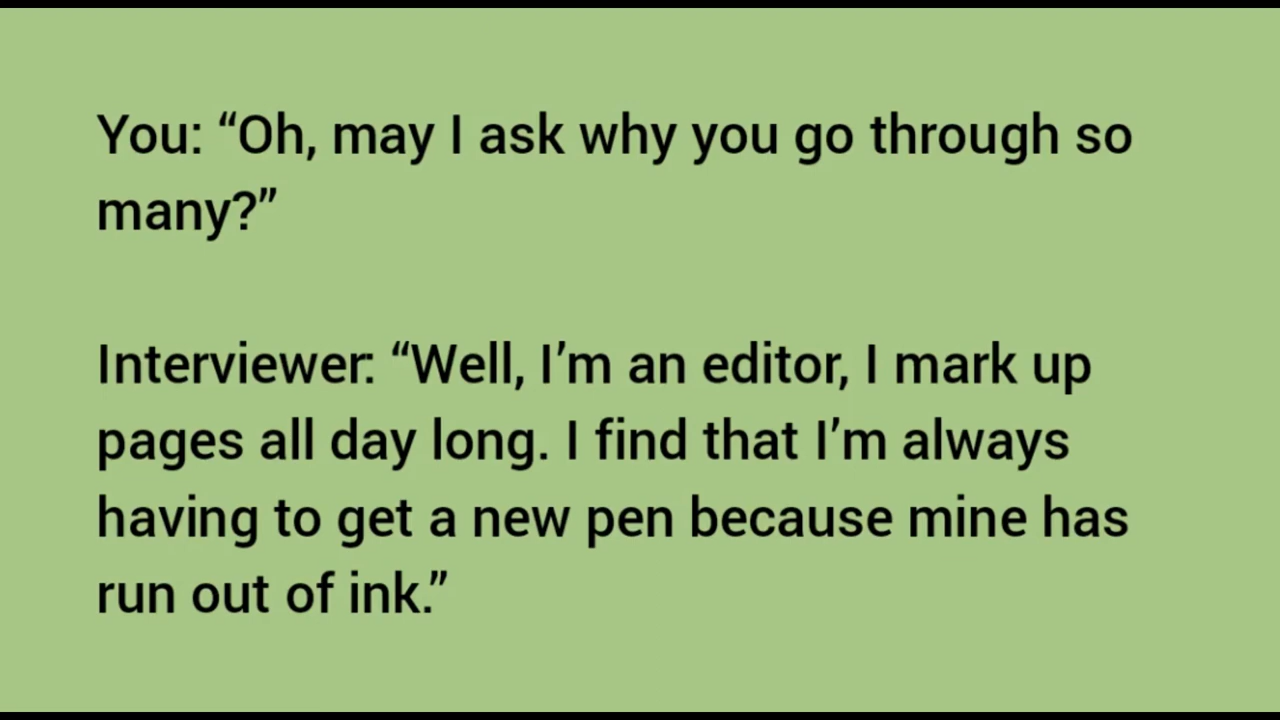 You: “Oh, may I ask why you go through so
many?”
Interviewer: “Well, I’m an editor, I mark up
pages all day long. I find that I’m always
having to get a new pen because mine has
run out of ink.”